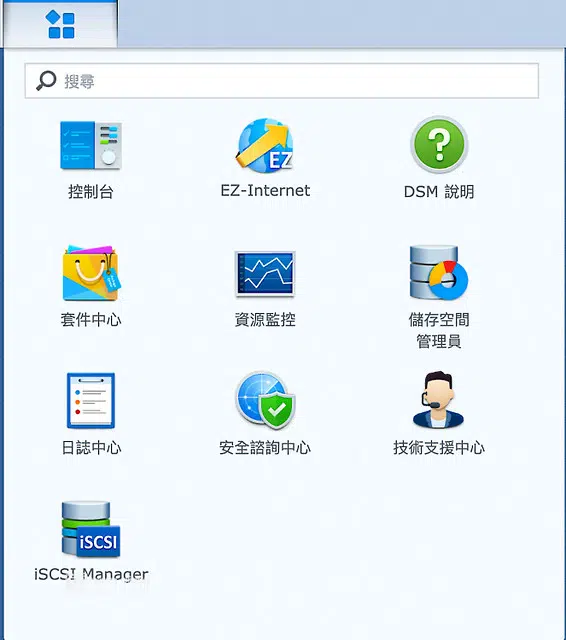 搜尋
控制台
EZ
EZ-Internet
?
DSM 說明
套件中心
資源監控
儲存空間
管理員
日誌中心
安全諮詢中心
技術支援中心
iSCSI
iSCSI Manager